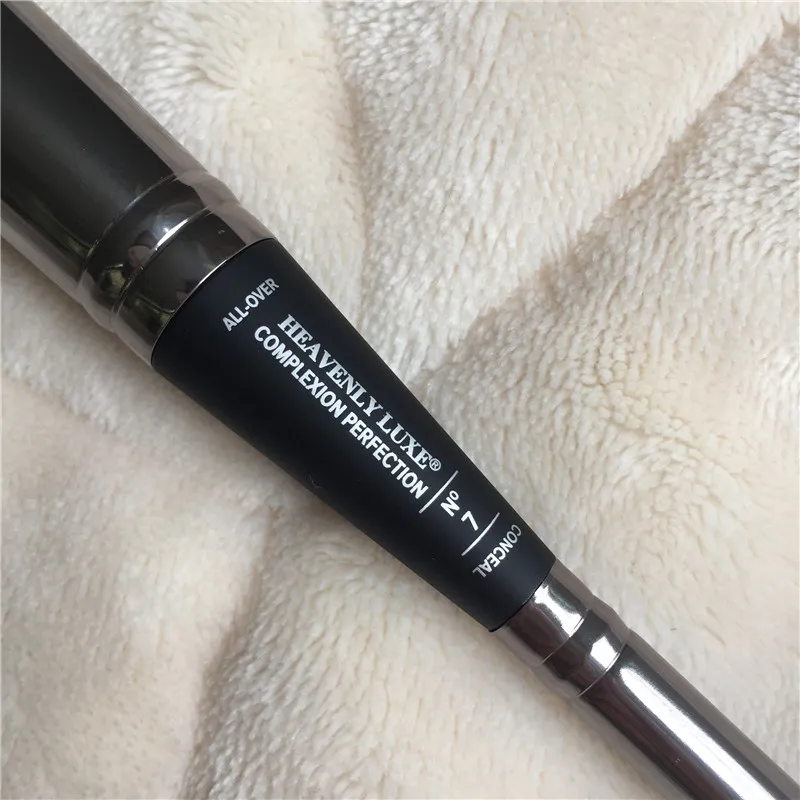 ALL-OVER
HEAVENLY LUXE®
COMPLEXION PERFECTION
Nº
7
CONCEAL